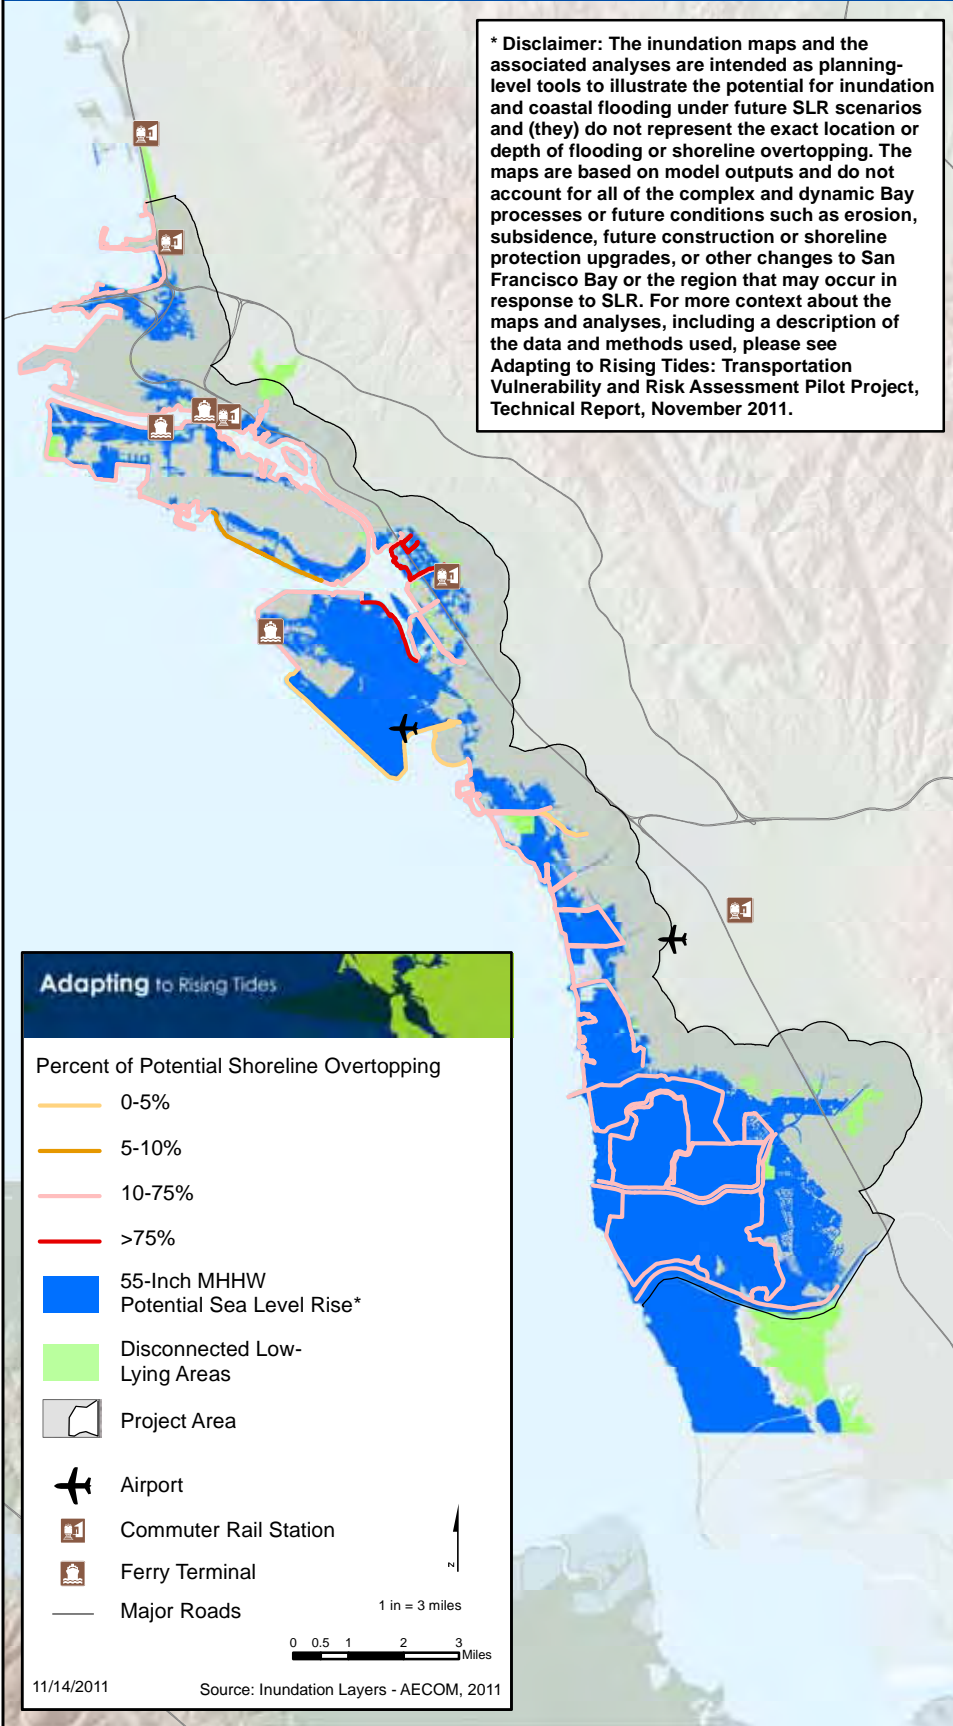 * Disclaimer: The inundation maps and the
associated analyses are intended as planning-
level tools to illustrate the potential for inundation
and coastal flooding under future SLR scenarios
and (they) do not represent the exact location or
depth of flooding or shoreline overtopping. The
maps are based on model outputs and do not
account for all of the complex and dynamic Bay
processes or future conditions such as erosion,
subsidence, future construction or shoreline
protection upgrades, or other changes to San
Francisco Bay or the region that may occur in
response to SLR. For more context about the
maps and analyses, including a description of
the data and methods used, please see
Adapting to Rising Tides: Transportation
Vulnerability and Risk Assessment Pilot Project,
Technical Report, November 2011.
Adapting to Rising Tides
Percent of Potential Shoreline Overtopping
0-5%
5-10%
10-75%
>75%
55-Inch MHHW
Potential Sea Level Rise*
Disconnected Low-
Lying Areas
Project Area
Airport
Commuter Rail Station
Ferry Terminal
Major Roads
N
1 in = 3 miles
0 0.5 1 2 3
Miles
11/14/2011
Source: Inundation Layers - AECOM, 2011